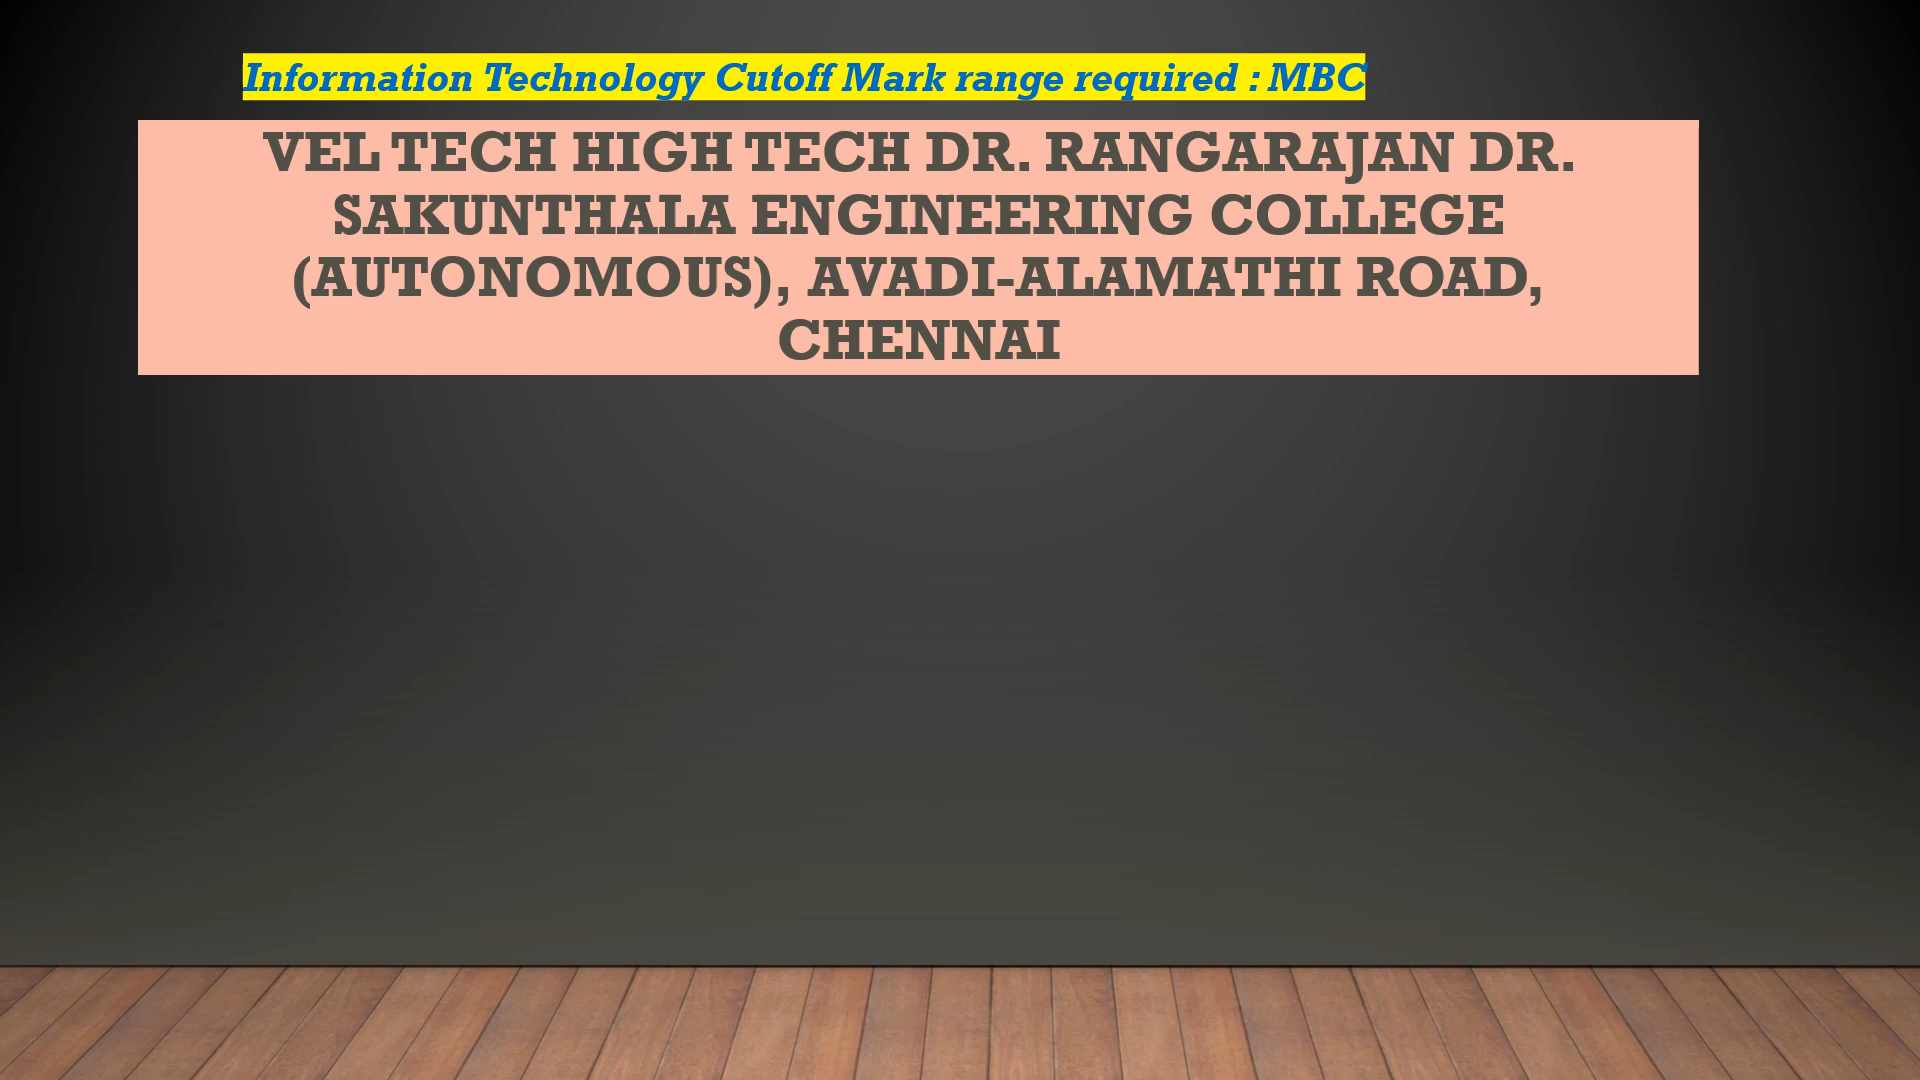 Information Technology Cutoff Mark range required : MBC
VEL TECH HIGH TECH DR. RANGARAJAN DR.
SAKUNTHALA ENGINEERING COLLEGE
(AUTONOMOUS), AVADI-ALAMATHI ROAD,
CHENNAI